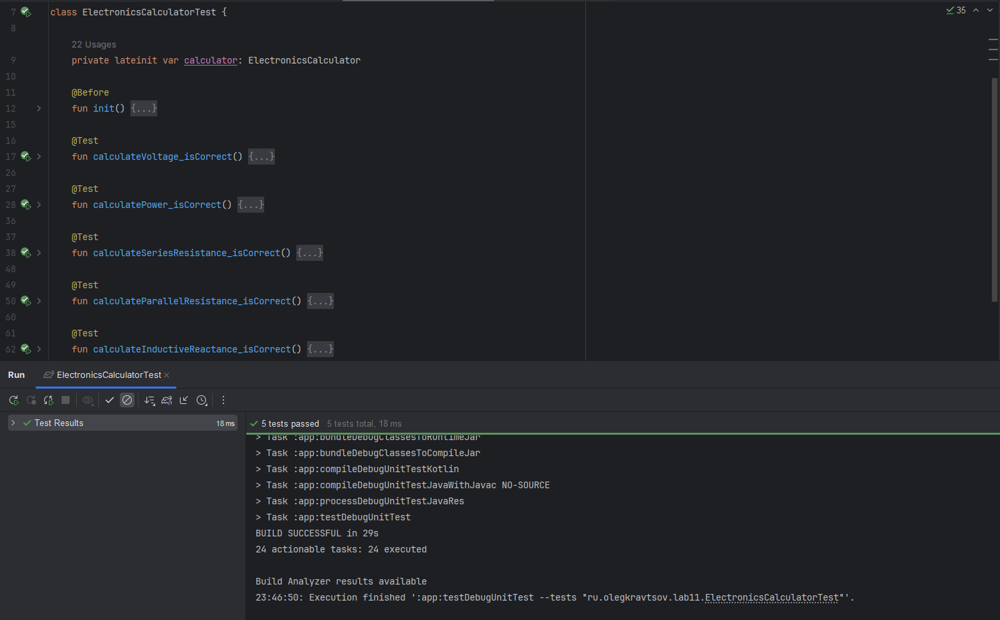 7 class ElectronicsCalculatorTest {
35
8
22 Usages
9 private lateinit var calculator: ElectronicsCalculator
10
11 @Before
12 fun init() {...}
15
16 @Test
17 fun calculateVoltage_isCorrect() {...}
26
27 @Test
28 fun calculatePower_isCorrect() {...}
36
37 @Test
38 fun calculateSeriesResistance_isCorrect() {...}
48
49 @Test
50 fun calculateParallelResistance_isCorrect() {...}
60
61 @Test
62 fun calculateInductiveReactance_isCorrect() {...}
Run ElectronicsCalculatorTest
Test Results 18 ms
5 tests passed 5 tests total, 18 ms
> Task :app:bundleDebugClassesToRuntimeJar
> Task :app:bundleDebugClassesToCompileJar
> Task :app:compileDebugUnitTestKotlin
> Task :app:compileDebugUnitTestJavaWithJavac NO-SOURCE
> Task :app:processDebugUnitTestJavaRes
> Task :app:testDebugUnitTest
BUILD SUCCESSFUL in 29s
24 actionable tasks: 24 executed
Build Analyzer results available
23:46:50: Execution finished ':app:testDebugUnitTest --tests "ru.olegkravtsov.lab11.ElectronicsCalculatorTest"'.